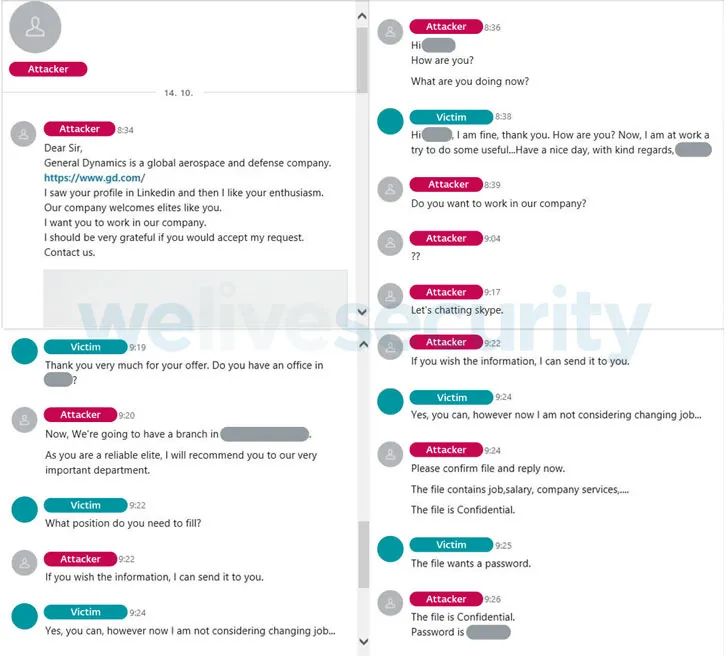 Attacker
14. 10.
Attacker 8:34
Dear Sir,
General Dynamics is a global aerospace and defense company.
https://www.gd.com/
I saw your profile in Linkedin and then I like your enthusiasm.
Our company welcomes elites like you.
I want you to work in our company.
I should be very grateful if you would accept my request.
Contact us.
Attacker 8:36
Hi
How are you?
What are you doing now?
Victim 8:38
Hi , I am fine, thank you. How are you? Now, I am at work a
try to do some useful...Have a nice day, with kind regards,
Attacker 8:39
Do you want to work in our company?
Attacker 9:04
??
Attacker 9:17
Let's chatting skype.
welivesecurity
Victim 9:19
Thank you very much for your offer. Do you have an office in
?
Attacker 9:20
Now, We're going to have a branch in .
As you are a reliable elite, I will recommend you to our very
important department.
Victim 9:22
What position do you need to fill?
Attacker 9:22
If you wish the information, I can send it to you.
Victim 9:24
Yes, you can, however now I am not considering changing job...
Attacker 9:22
If you wish the information, I can send it to you.
Victim 9:24
Yes, you can, however now I am not considering changing job...
Attacker 9:24
Please confirm file and reply now.
The file contains job,salary, company services,....
The file is Confidential.
Victim 9:25
The file wants a password.
Attacker 9:26
The file is Confidential.
Password is